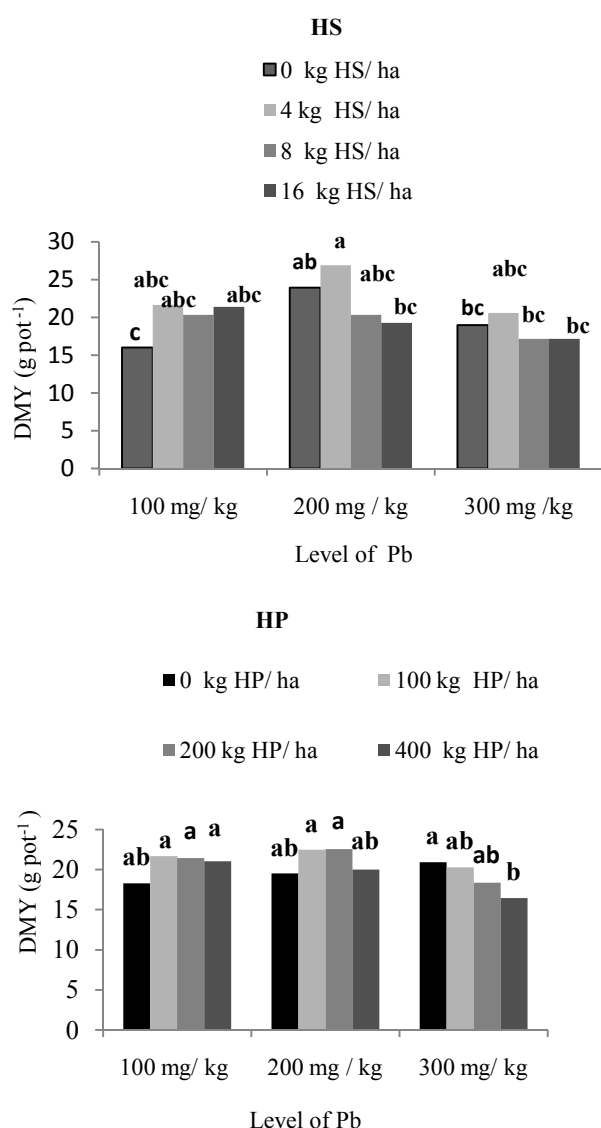 HS
0 kg HS/ ha
4 kg HS/ ha
8 kg HS/ ha
16 kg HS/ ha
DMY (g pot-1)
30
25
20
15
10
5
0
c
abc
abc
abc
ab
a
abc
bc
bc
abc
bc
bc
100 mg/ kg 200 mg / kg 300 mg /kg
Level of Pb
HP
0 kg HP/ ha 100 kg HP/ ha
200 kg HP/ ha 400 kg HP/ ha
DMY (g pot-1)
25
20
15
10
5
0
ab a a a ab a a ab a ab ab b
100 mg/ kg 200 mg / kg 300 mg/ kg
Level of Pb